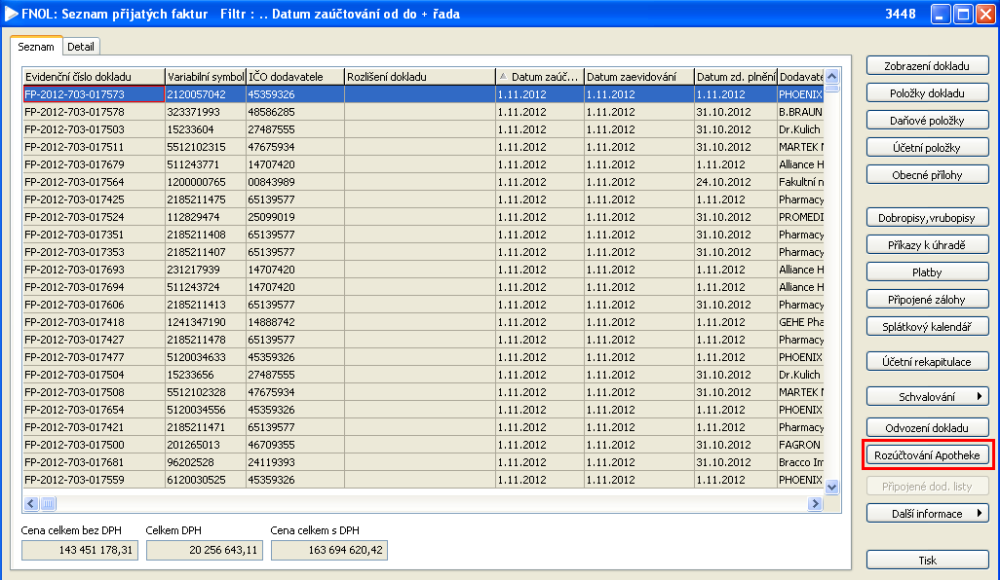 FNOL: Seznam přijatých faktur Filtr : .. Datum zaúčtování od do + řada 3448
Seznam Detail
Evidenční číslo dokladu Variabilní symbol IČO dodavatele Rozlišení dokladu Datum zaúč... Datum zaevidování Datum zd. plnění Dodavate
FP-2012-703-017573 2120057042 45359326 1.11.2012 1.11.2012 1.11.2012 PHOENIX
FP-2012-703-017578 323371993 48586285 1.11.2012 1.11.2012 31.10.2012 B.BRAUN
FP-2012-703-017503 15233604 27487555 1.11.2012 1.11.2012 31.10.2012 Dr.Kulich
FP-2012-703-017511 5512102315 47675934 1.11.2012 1.11.2012 31.10.2012 MARTEK M
FP-2012-703-017679 511243771 14707420 1.11.2012 1.11.2012 1.11.2012 Alliance H
FP-2012-703-017564 1200000765 00843989 1.11.2012 1.11.2012 24.10.2012 Fakultní n
FP-2012-703-017425 2185211475 65139577 1.11.2012 1.11.2012 1.11.2012 Pharmacy
FP-2012-703-017524 112829474 25099019 1.11.2012 1.11.2012 31.10.2012 PROMEDI
FP-2012-703-017351 2185211408 65139577 1.11.2012 1.11.2012 31.10.2012 Pharmacy
FP-2012-703-017353 2185211407 65139577 1.11.2012 1.11.2012 31.10.2012 Pharmacy
FP-2012-703-017693 231217939 14707420 1.11.2012 1.11.2012 1.11.2012 Alliance H
FP-2012-703-017694 511243724 14707420 1.11.2012 1.11.2012 1.11.2012 Alliance H
FP-2012-703-017606 2185211413 65139577 1.11.2012 1.11.2012 31.10.2012 Pharmacy
FP-2012-703-017418 1241347190 14888742 1.11.2012 1.11.2012 1.11.2012 GEHE Pha
FP-2012-703-017427 2185211478 65139577 1.11.2012 1.11.2012 1.11.2012 Pharmacy
FP-2012-703-017477 5120034633 45359326 1.11.2012 1.11.2012 1.11.2012 PHOENIX
FP-2012-703-017504 15233656 27487555 1.11.2012 1.11.2012 31.10.2012 Dr.Kulich
FP-2012-703-017508 5512102328 47675934 1.11.2012 1.11.2012 31.10.2012 MARTEK M
FP-2012-703-017654 5120034556 45359326 1.11.2012 1.11.2012 1.11.2012 PHOENIX
FP-2012-703-017421 2185211471 65139577 1.11.2012 1.11.2012 1.11.2012 Pharmacy
FP-2012-703-017500 201265013 46709355 1.11.2012 1.11.2012 31.10.2012 FAGRON
FP-2012-703-017681 96202528 24119393 1.11.2012 1.11.2012 31.10.2012 Bracco Im
FP-2012-703-017559 6120030525 45359326 1.11.2012 1.11.2012 1.11.2012 PHOENIX
Cena celkem bez DPH Celkem DPH Cena celkem s DPH
143 451 178,31 20 256 643,11 163 694 620,42
Zobrazení dokladu
Položky dokladu
Daňové položky
Účetní položky
Obecné přílohy
Dobropisy,vrubopisy
Příkazy k úhradě
Platby
Připojené zálohy
Splátkový kalendář
Účetní rekapitulace
Schvalování
Odvození dokladu
Rozúčtování Apotheke
Připojené dod. listy
Další informace
Tisk